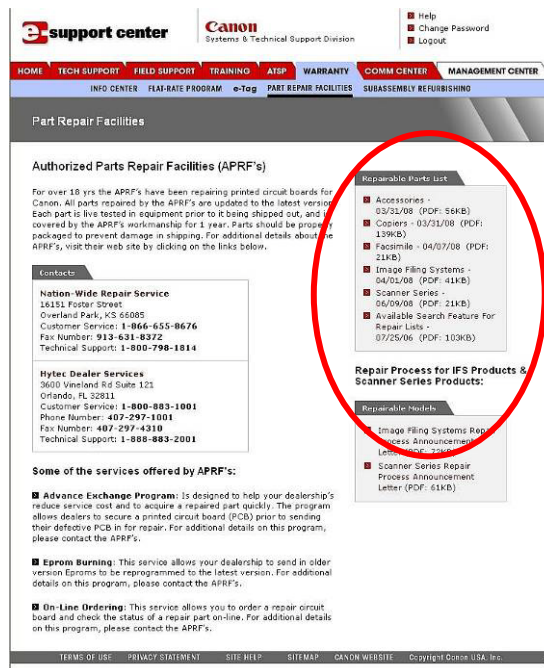 e-support center
Canon
Systems & Technical Support Division
Help
Change Password
Logout
HOME TECH SUPPORT FIELD SUPPORT TRAINING ATSP WARRANTY COMM CENTER MANAGEMENT CENTER
INFO CENTER FLAT-RATE PROGRAM e-Tag PART REPAIR FACILITIES SUBASSEMBLY REFURBISHING
Part Repair Facilities
Authorized Parts Repair Facilities (APRF's)
For over 18 yrs the APRF's have been repairing printed circuit boards for
Canon. All parts repaired by the APRF's are updated to the latest version.
Each part is live tested in equipment prior to it being shipped out, and is
covered by the APRF's workmanship for 1 year. Parts should be properly
packaged to prevent damage in shipping. For additional details about the
APRF's, visit their web site by clicking on the links below.
Contacts
Nation-Wide Repair Service
16151 Foster Street
Overland Park, KS 66085
Customer Service: 1-866-655-8676
Fax Number: 913-631-8372
Technical Support: 1-800-798-1814
Hytec Dealer Services
3600 Vineland Rd Suite 121
Orlando, FL 32811
Customer Service: 1-800-883-1001
Phone Number: 407-297-1001
Fax Number: 407-297-4310
Technical Support: 1-888-883-2001
Some of the services offered by APRF's:
Advance Exchange Program: Is designed to help your dealership's
reduce service cost and to acquire a repaired part quickly. The program
allows dealers to secure a printed circuit board (PCB) prior to sending
their defective PCB in for repair. For additional details on this program,
please contact the APRF's.
Eprom Burning: This service allows your dealership to send in older
version Eproms to be reprogrammed to the latest version. For additional
details on this program, please contact the APRF's.
On-Line Ordering: This service allows you to order a repair circuit
board and check the status of a repair part on-line. For additional details
on this program, please contact the APRF's.
Repairable Parts List
Accessories -
03/31/08 (PDF: 56KB)
Copiers - 03/31/08 (PDF:
139KB)
Facsimile - 04/07/08 (PDF:
21KB)
Image Filing Systems -
04/01/08 (PDF: 41KB)
Scanner Series -
06/09/08 (PDF: 21KB)
Available Search Feature For
Repair Lists -
07/25/06 (PDF: 103KB)
Repair Process for IFS Products &
Scanner Series Products:
Repairable Models
Image Filing Systems Repair
Process Announcement
Letter (PDF: 72KB)
Scanner Series Repair
Process Announcement
Letter (PDF: 61KB)
TERMS OF USE PRIVACY STATEMENT SITE HELP SITEMAP CANON WEBSITE Copyright Canon USA, Inc.